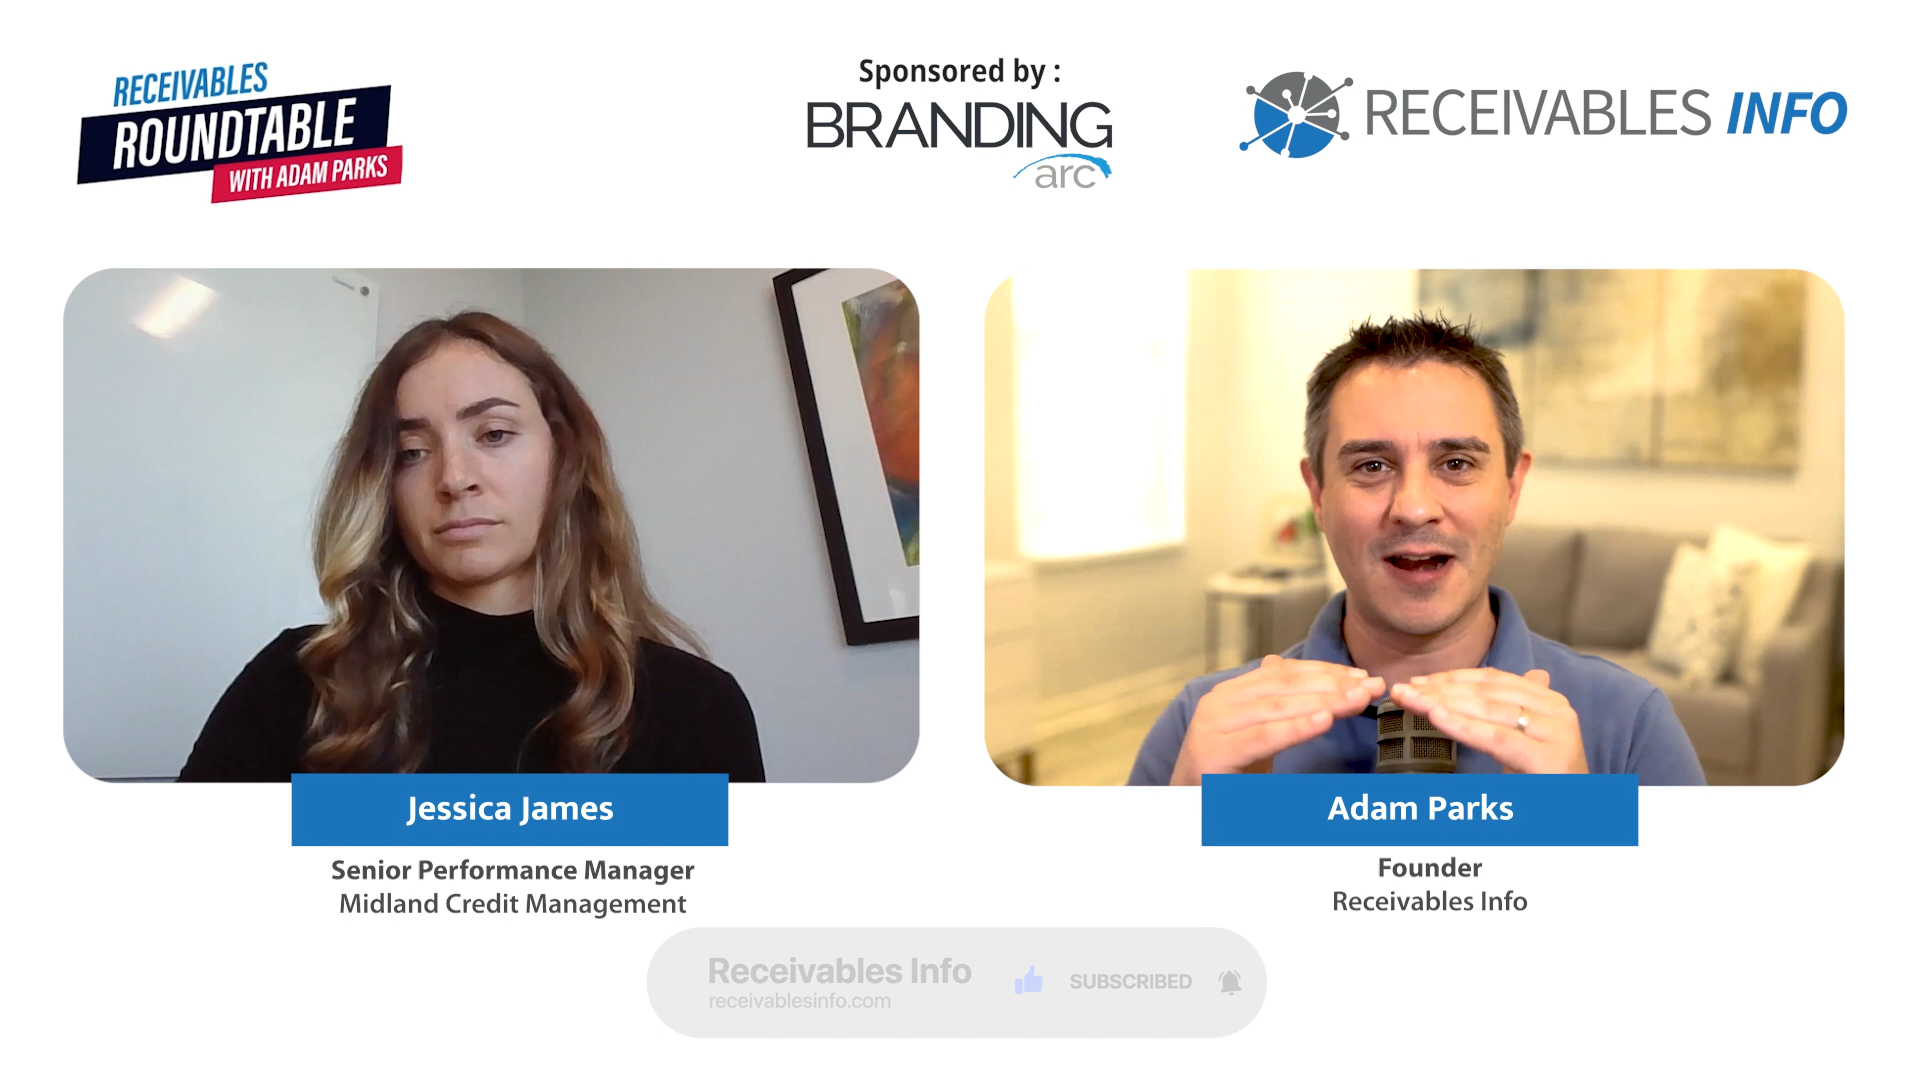 RECEIVABLES
ROUNDTABLE
WITH ADAM PARKS
Sponsored by :
BRANDING
arc
RECEIVABLES INFO
Jessica James
Senior Performance Manager
Midland Credit Management
Adam Parks
Founder
Receivables Info
Receivables Info
receivablesinfo.com
SUBSCRIBED